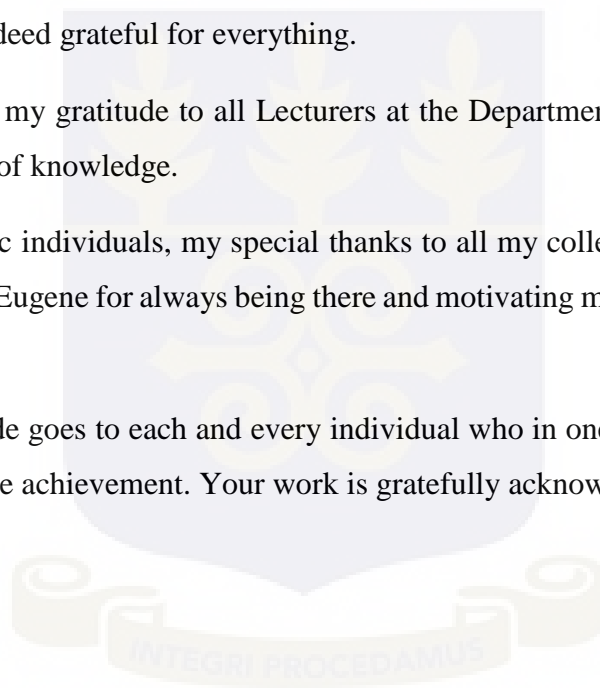 deed grateful for everything.
my gratitude to all Lecturers at the Departmen
of knowledge.
c individuals, my special thanks to all my colle
Eugene for always being there and motivating m
de goes to each and every individual who in one
e achievement. Your work is gratefully acknow
INTEGRI PROCEDAMUS